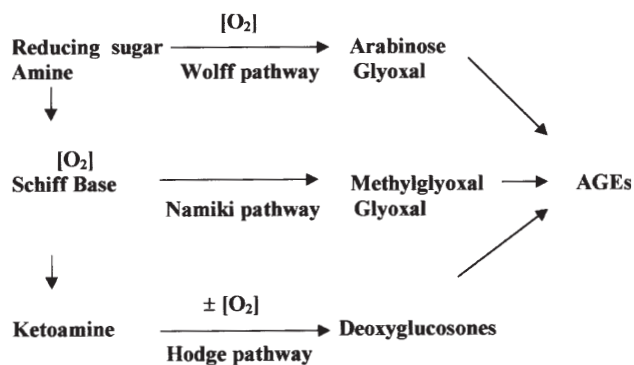 [O₂]
Reducing sugar Arabinose
Amine Wolff pathway Glyoxal
[O₂]
Schiff Base Methylglyoxal AGEs
Namiki pathway Glyoxal
± [O₂]
Ketoamine Deoxyglucosones
Hodge pathway